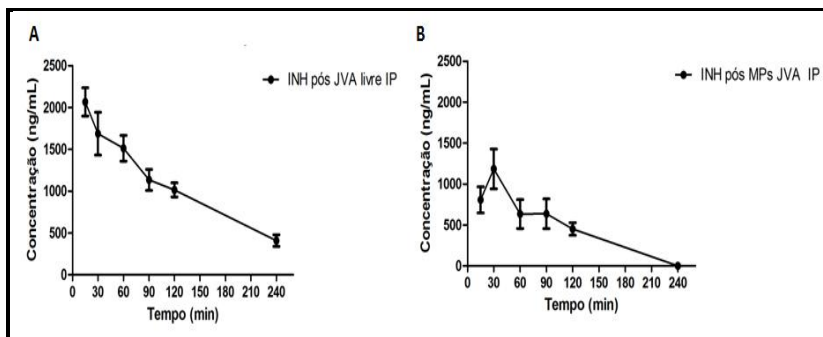 A
INH pós JVA livre IP
Concentração (ng/mL)
2500
2000
1500
1000
500
0
0 30 60 90 120 150 180 210 240
Tempo (min)
B
INH pós MPs JVA IP
Concentração (ng/mL)
2500
2000
1500
1000
500
0
0 30 60 90 120 150 180 210 240
Tempo (min)